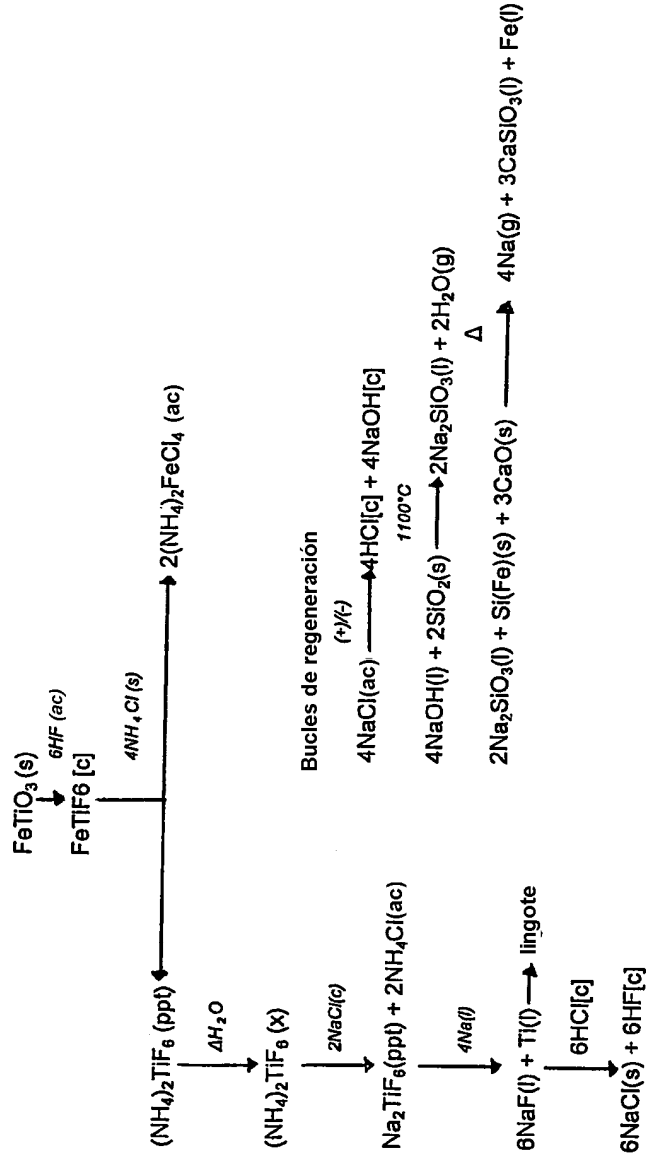 FeTiO3 (s)
6HF (ac)
FeTiF6 [c]
4NH4Cl (s)
(NH4)2TiF6 (ppt)
2(NH4)2FeCl4 (ac)
ΔH2O
(NH4)2TiF6 (x)
2NaCl(c)
Na2TiF6(ppt) + 2NH4Cl(ac)
4Na(l)
6NaF(l) + Ti(l) → lingote
6HCl[c]
6NaCl(s) + 6HF[c]
Bucles de regeneración
(+)/(-)
4NaCl(ac) → 4HCl[c] + 4NaOH[c]
1100°C
4NaOH(l) + 2SiO2(s) → 2Na2SiO3(l) + 2H2O(g)
Δ
2Na2SiO3(l) + Si(Fe)(s) + 3CaO(s) → 4Na(g) + 3CaSiO3(l) + Fe(l)